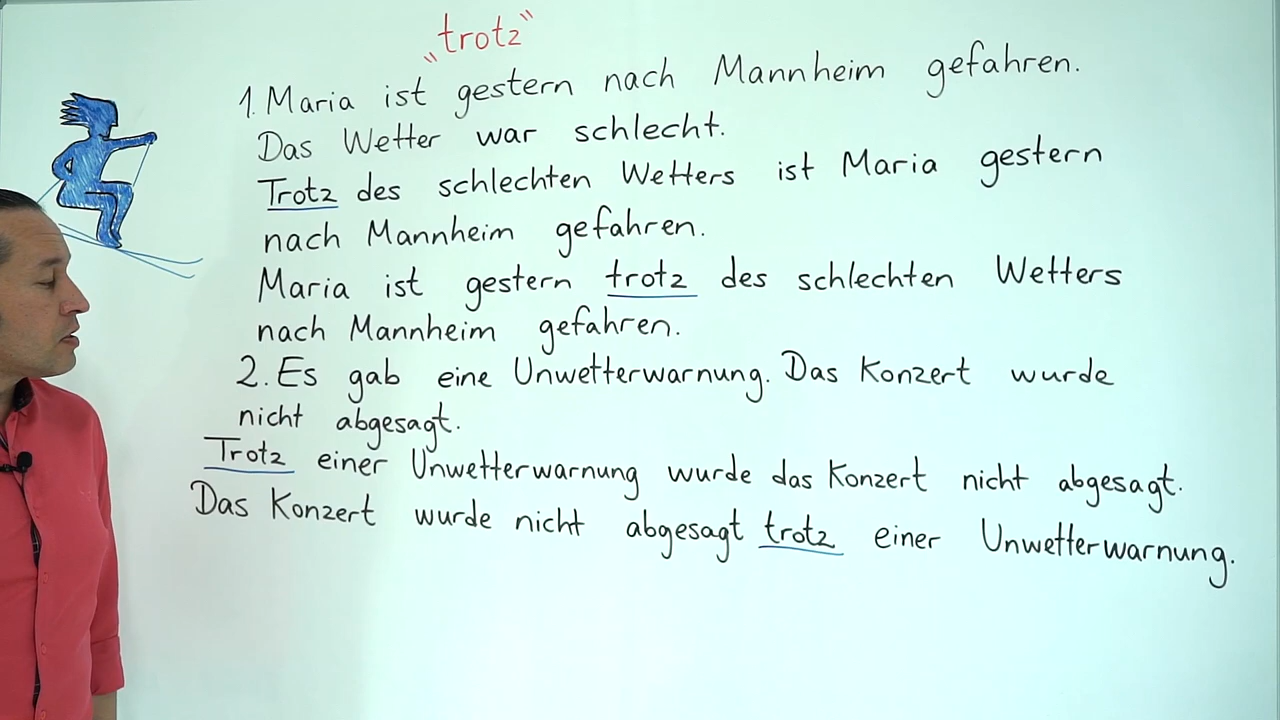 „trotz“
1. Maria ist gestern nach Mannheim gefahren.
Das Wetter war schlecht.
Trotz des schlechten Wetters ist Maria gestern
nach Mannheim gefahren.
Maria ist gestern trotz des schlechten Wetters
nach Mannheim gefahren.
2. Es gab eine Unwetterwarnung. Das Konzert wurde
nicht abgesagt.
Trotz einer Unwetterwarnung wurde das Konzert nicht abgesagt.
Das Konzert wurde nicht abgesagt trotz einer Unwetterwarnung.